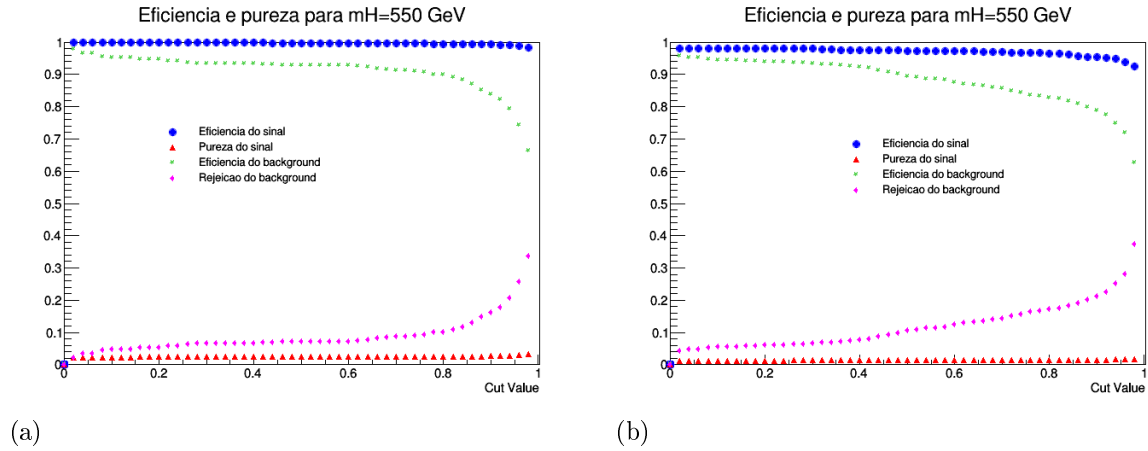 Eficiencia e pureza para mH=550 GeV
1
0.9
0.8
0.7
0.6
0.5
0.4
0.3
0.2
0.1
0
Eficiencia do sinal
Pureza do sinal
Eficiencia do background
Rejeicao do background
0 0.2 0.4 0.6 0.8 1
Cut Value
(a)
Eficiencia e pureza para mH=550 GeV
1
0.9
0.8
0.7
0.6
0.5
0.4
0.3
0.2
0.1
0
Eficiencia do sinal
Pureza do sinal
Eficiencia do background
Rejeicao do background
0 0.2 0.4 0.6 0.8 1
Cut Value
(b)